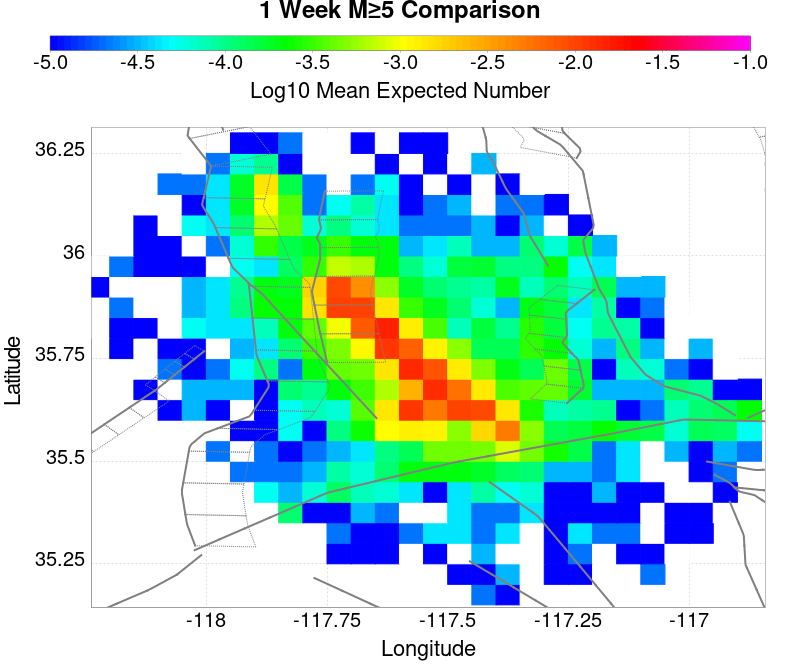 1 Week M≥5 Comparison
-5.0 -4.5 -4.0 -3.5 -3.0 -2.5 -2.0 -1.5 -1.0
Log10 Mean Expected Number
36.25
36
35.75
35.5
35.25
Latitude
-118 -117.75 -117.5 -117.25 -117
Longitude